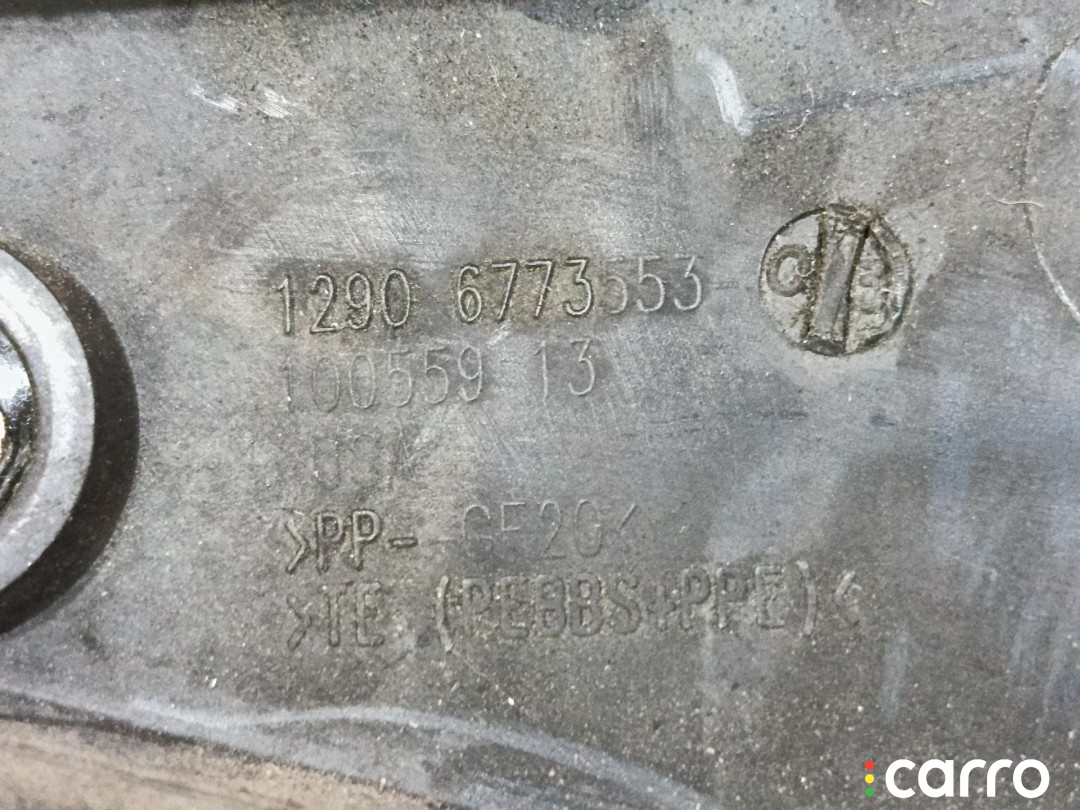 1290 6773553
100559 13
>PP- GF20<
>TE (PEBBS+PPE)<
carro